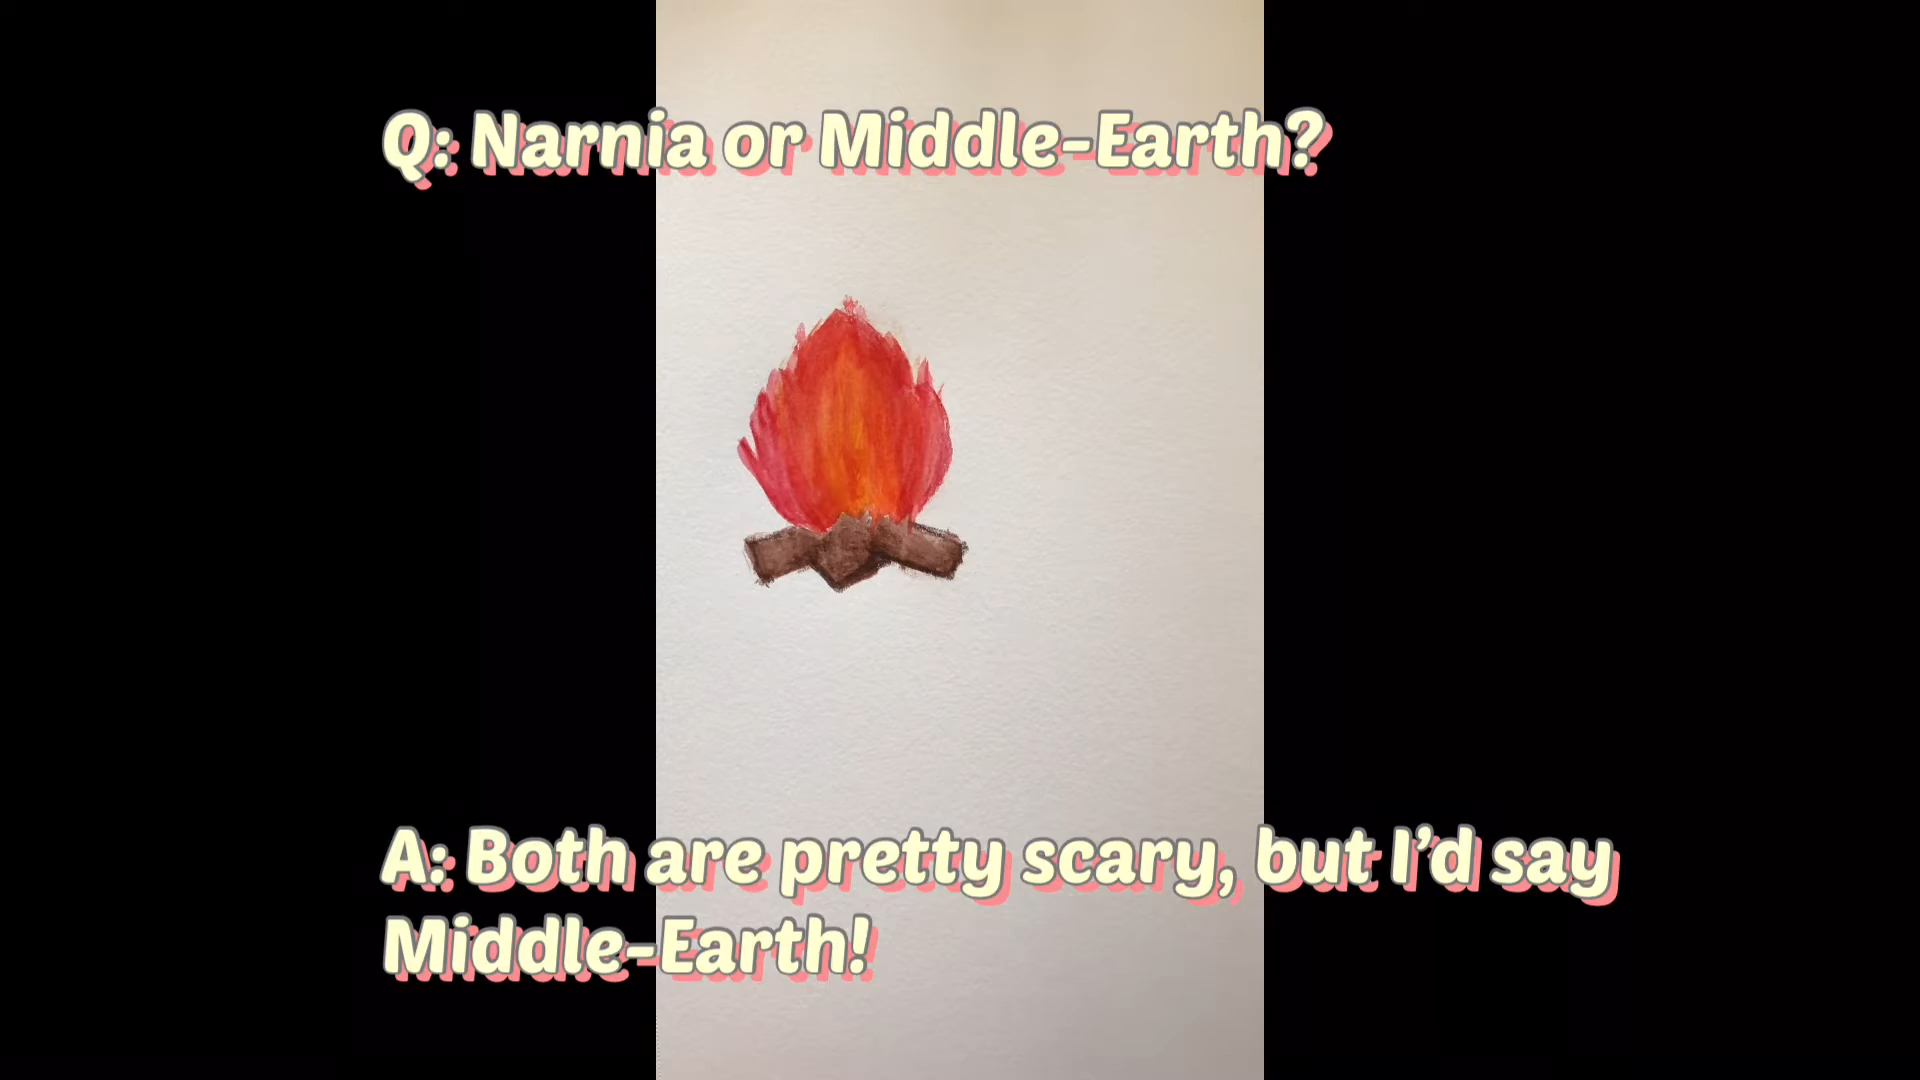 Q: Narnia or Middle-Earth?
A: Both are pretty scary, but I’d say
Middle-Earth!